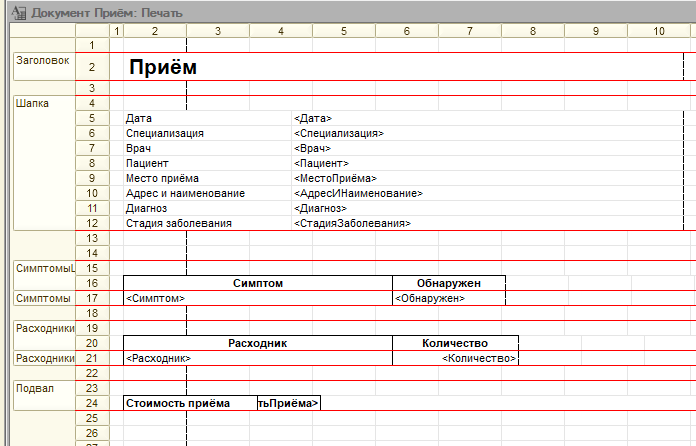 Документ Приём: Печать
1 2 3 4 5 6 7 8 9 10
1
Заголовок 2 Приём
3
Шапка 4
5 Дата <Дата>
6 Специализация <Специализация>
7 Врач <Врач>
8 Пациент <Пациент>
9 Место приёма <МестоПриёма>
10 Адрес и наименование <АдресИНаименование>
11 Диагноз <Диагноз>
12 Стадия заболевания <СтадияЗаболевания>
13
14
СимптомыШ 15
16 Симптом Обнаружен
Симптомы 17 <Симптом> <Обнаружен>
18
Расходники 19
20 Расходник Количество
Расходники 21 <Расходник> <Количество>
22
Подвал 23
24 Стоимость приёма тьПриёма>
25
26
27